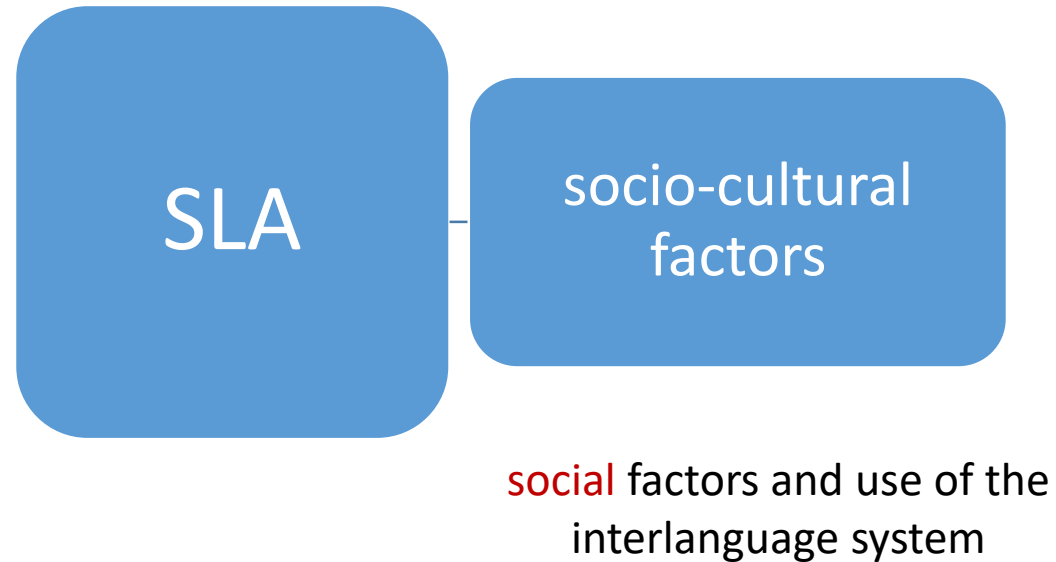 SLA
socio-cultural
factors
social factors and use of the
interlanguage system